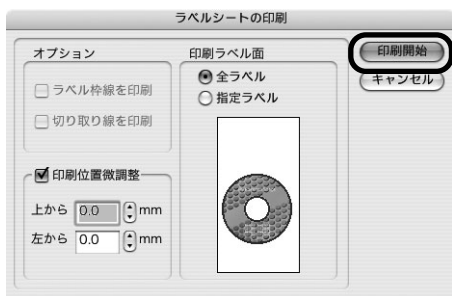 ラベルシートの印刷
オプション
ラベル枠線を印刷
切り取り線を印刷
印刷位置微調整
上から 0.0 mm
左から 0.0 mm
印刷ラベル面
全ラベル
指定ラベル
印刷開始
キャンセル